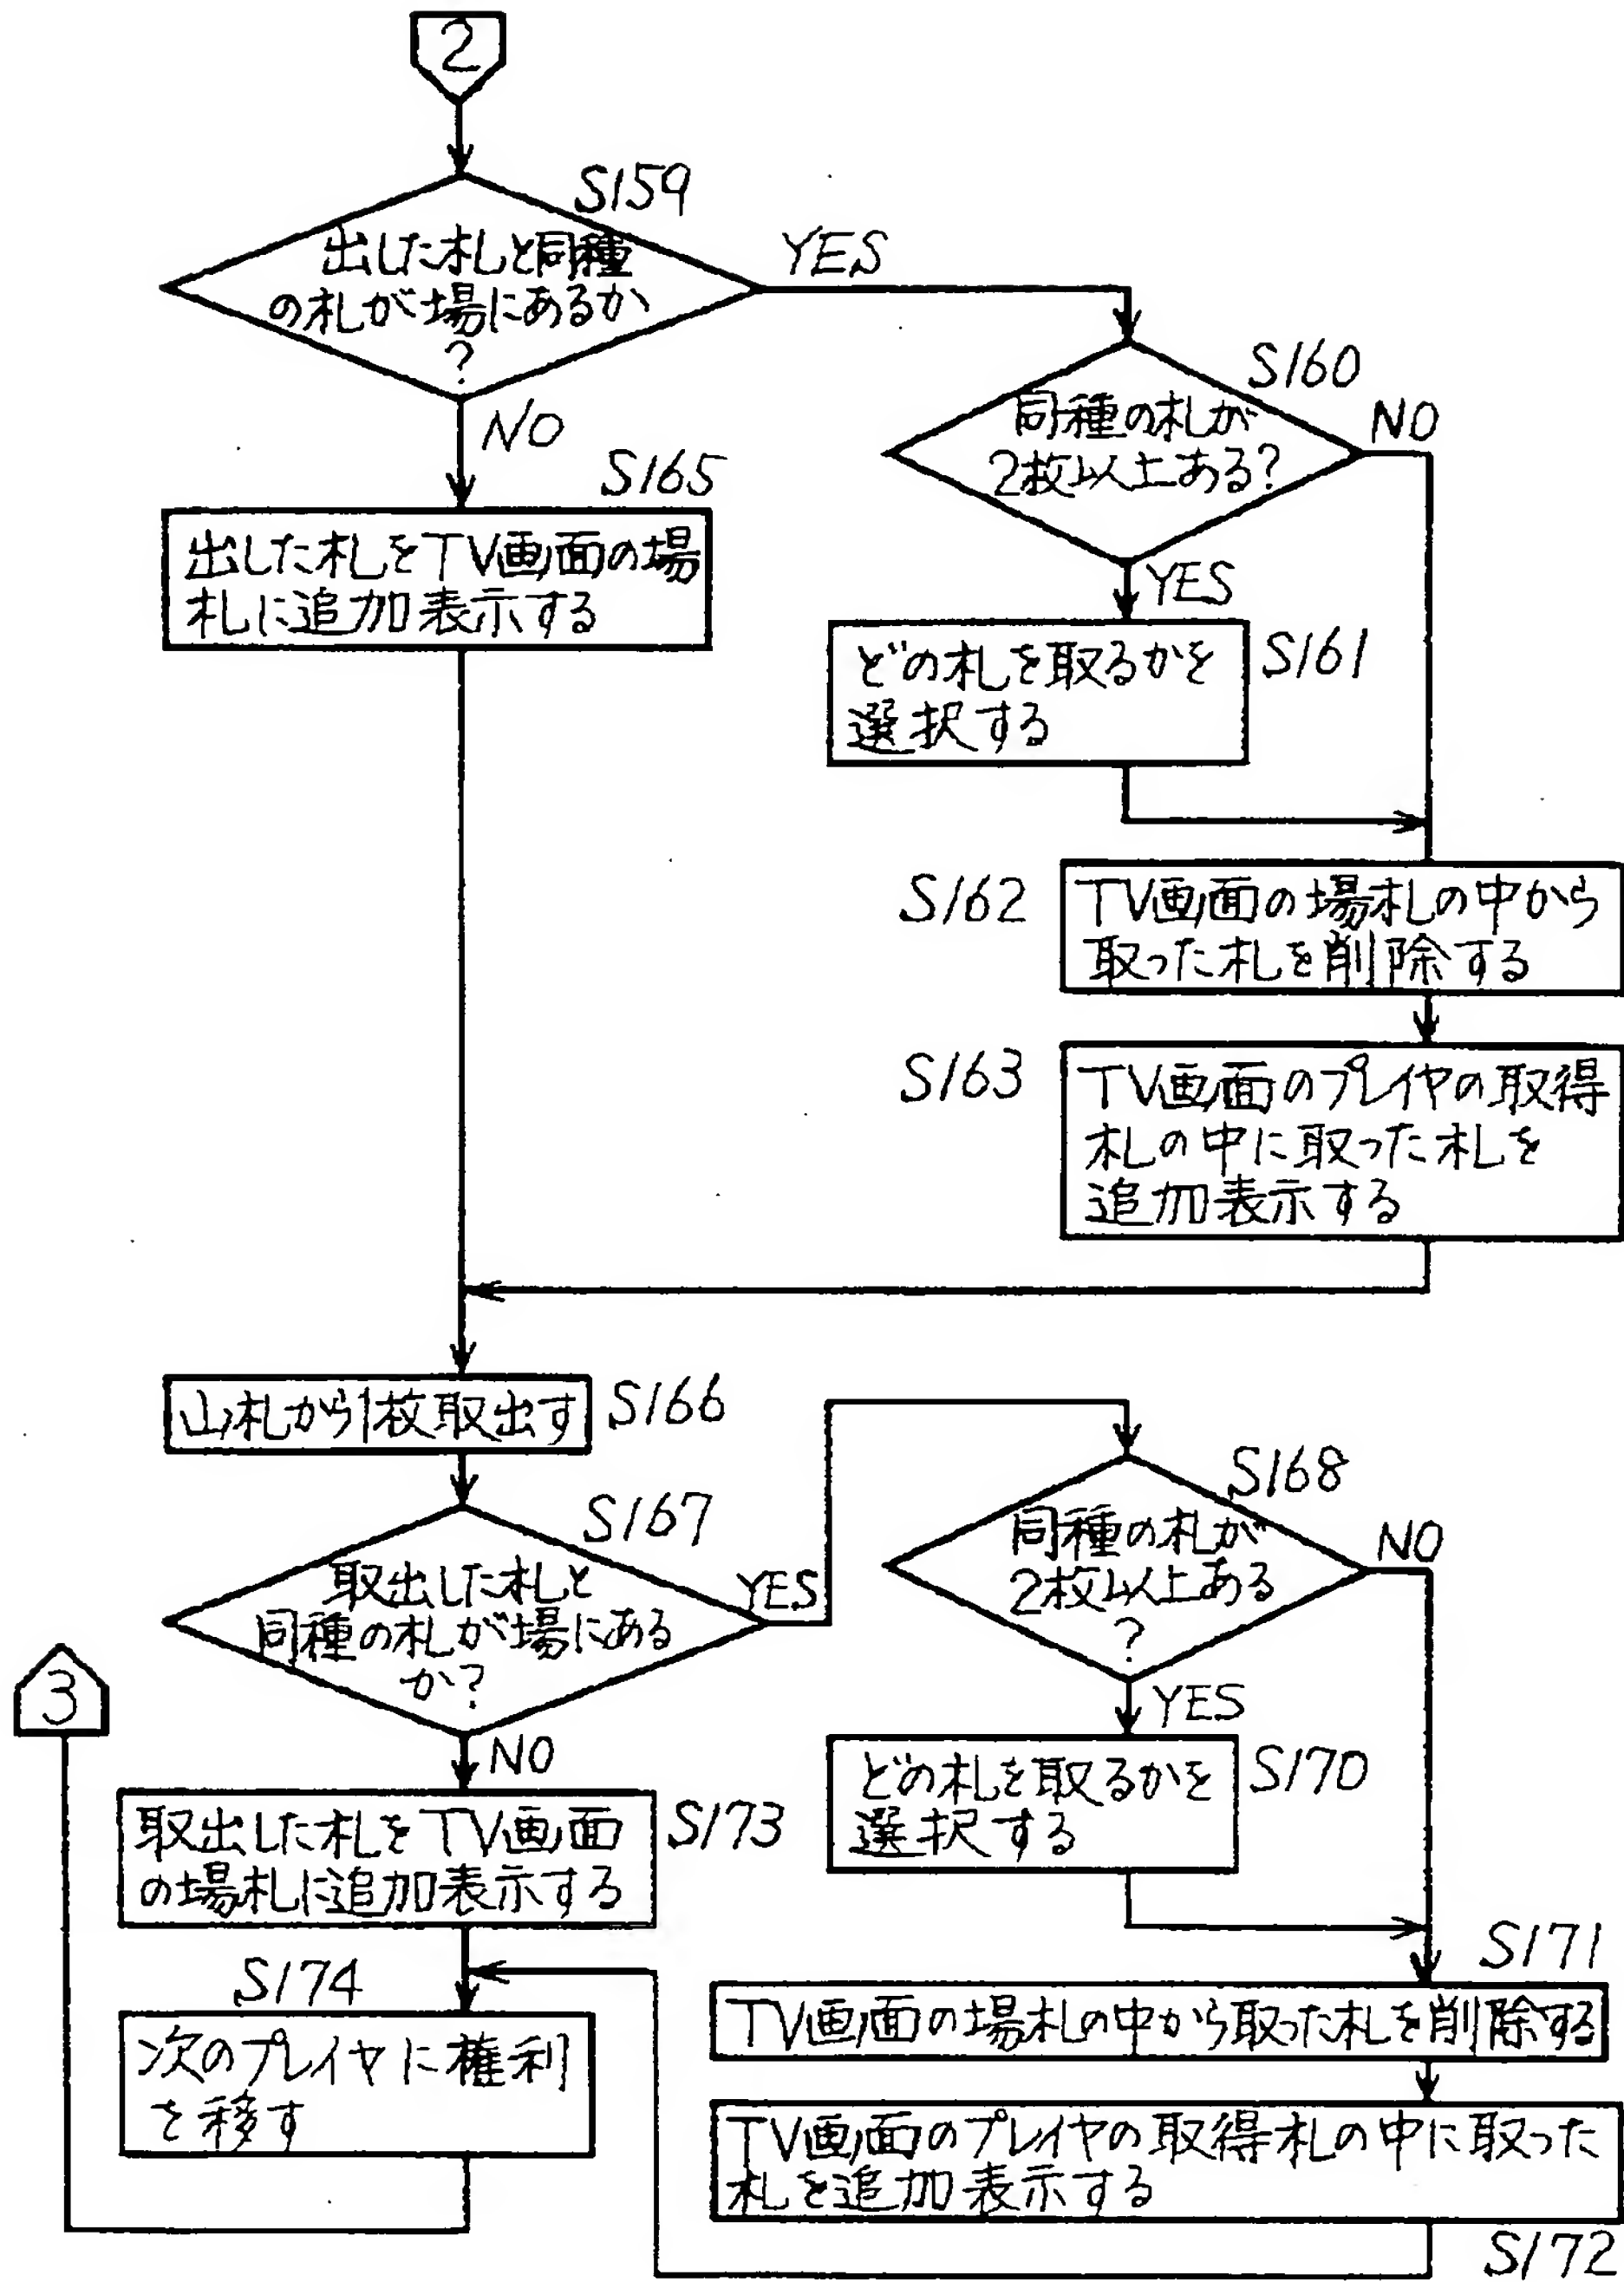 2
S159
出した札と同種
の札が場にあるか
?
YES
NO
S160
同種の札が
2枚以上ある?
NO
YES
S165
出した札をTV画面の場
札に追加表示する
S161
どの札を取るかを
選択する
S162
TV画面の場札の中から
取った札を削除する
S163
TV画面のプレイヤの取得
札の中に取った札を
追加表示する
山札から1枚取出す
S166
S167
取出した札と
同種の札が場にある
か?
YES
NO
S168
同種の札が
2枚以上ある
?
NO
YES
3
S170
どの札を取るかを
選択する
S173
取出した札をTV画面
の場札に追加表示する
S171
TV画面の場札の中から取った札を削除する
S174
次のプレイヤに権利
を移す
TV画面のプレイヤの取得札の中に取った
札を追加表示する
S172